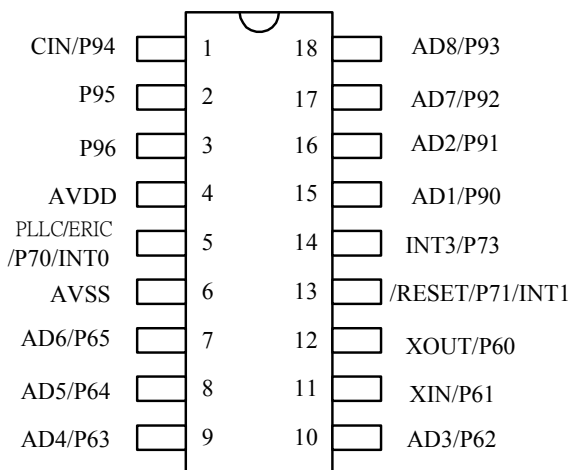 CIN/P94 1 18 AD8/P93
P95 2 17 AD7/P92
P96 3 16 AD2/P91
AVDD 4 15 AD1/P90
PLLC/ERIC
/P70/INT0 5 14 INT3/P73
AVSS 6 13 /RESET/P71/INT1
AD6/P65 7 12 XOUT/P60
AD5/P64 8 11 XIN/P61
AD4/P63 9 10 AD3/P62